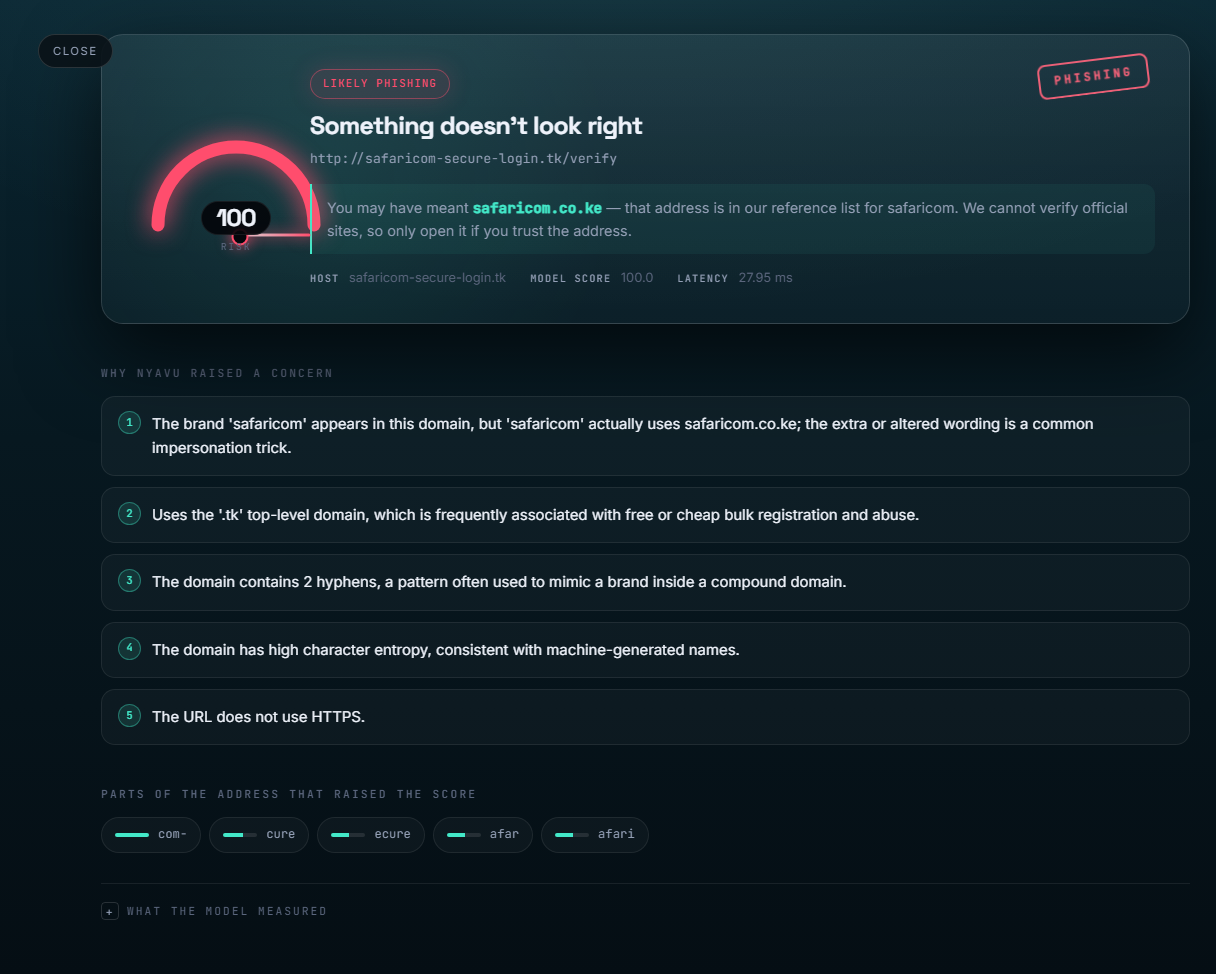 CLOSE
LIKELY PHISHING
PHISHING
Something doesn't look right
http://safaricom-secure-login.tk/verify
100
RISK
You may have meant safaricom.co.ke — that address is in our reference list for safaricom. We cannot verify official
sites, so only open it if you trust the address.
HOST safaricom-secure-login.tk MODEL SCORE 100.0 LATENCY 27.95 ms
WHY NYAVU RAISED A CONCERN
1 The brand 'safaricom' appears in this domain, but 'safaricom' actually uses safaricom.co.ke; the extra or altered wording is a common
impersonation trick.
2 Uses the '.tk' top-level domain, which is frequently associated with free or cheap bulk registration and abuse.
3 The domain contains 2 hyphens, a pattern often used to mimic a brand inside a compound domain.
4 The domain has high character entropy, consistent with machine-generated names.
5 The URL does not use HTTPS.
PARTS OF THE ADDRESS THAT RAISED THE SCORE
com- cure ecure afar afari
+ WHAT THE MODEL MEASURED